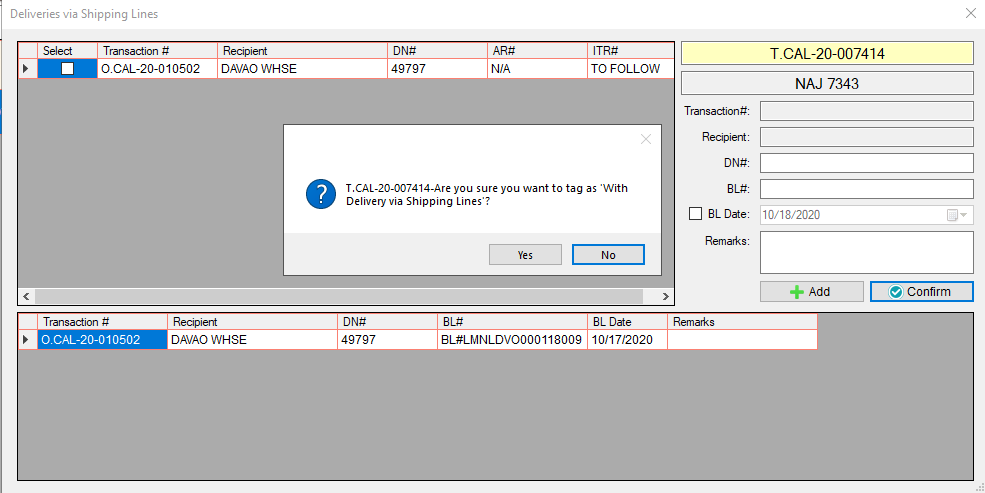 Deliveries via Shipping Lines
Select Transaction # Recipient DN# AR# ITR#
O.CAL-20-010502 DAVAO WHSE 49797 N/A TO FOLLOW
T.CAL-20-007414
NAJ 7343
Transaction#:
Recipient:
DN#:
BL#:
BL Date: 10/18/2020
Remarks:
Add Confirm
T.CAL-20-007414-Are you sure you want to tag as 'With
Delivery via Shipping Lines'?
Yes No
Transaction # Recipient DN# BL# BL Date Remarks
O.CAL-20-010502 DAVAO WHSE 49797 BL#LMNLDVO000118009 10/17/2020